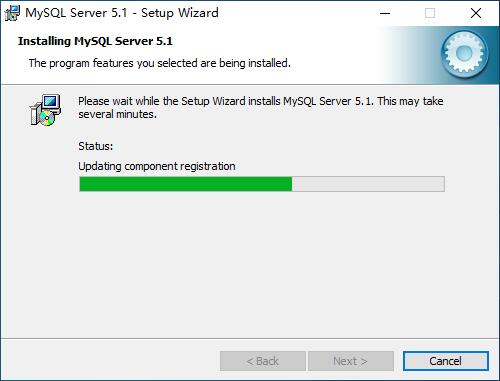 MySQL Server 5.1 - Setup Wizard
Installing MySQL Server 5.1
The program features you selected are being installed.
Please wait while the Setup Wizard installs MySQL Server 5.1. This may take
several minutes.
Status:
Updating component registration
< Back
Next >
Cancel